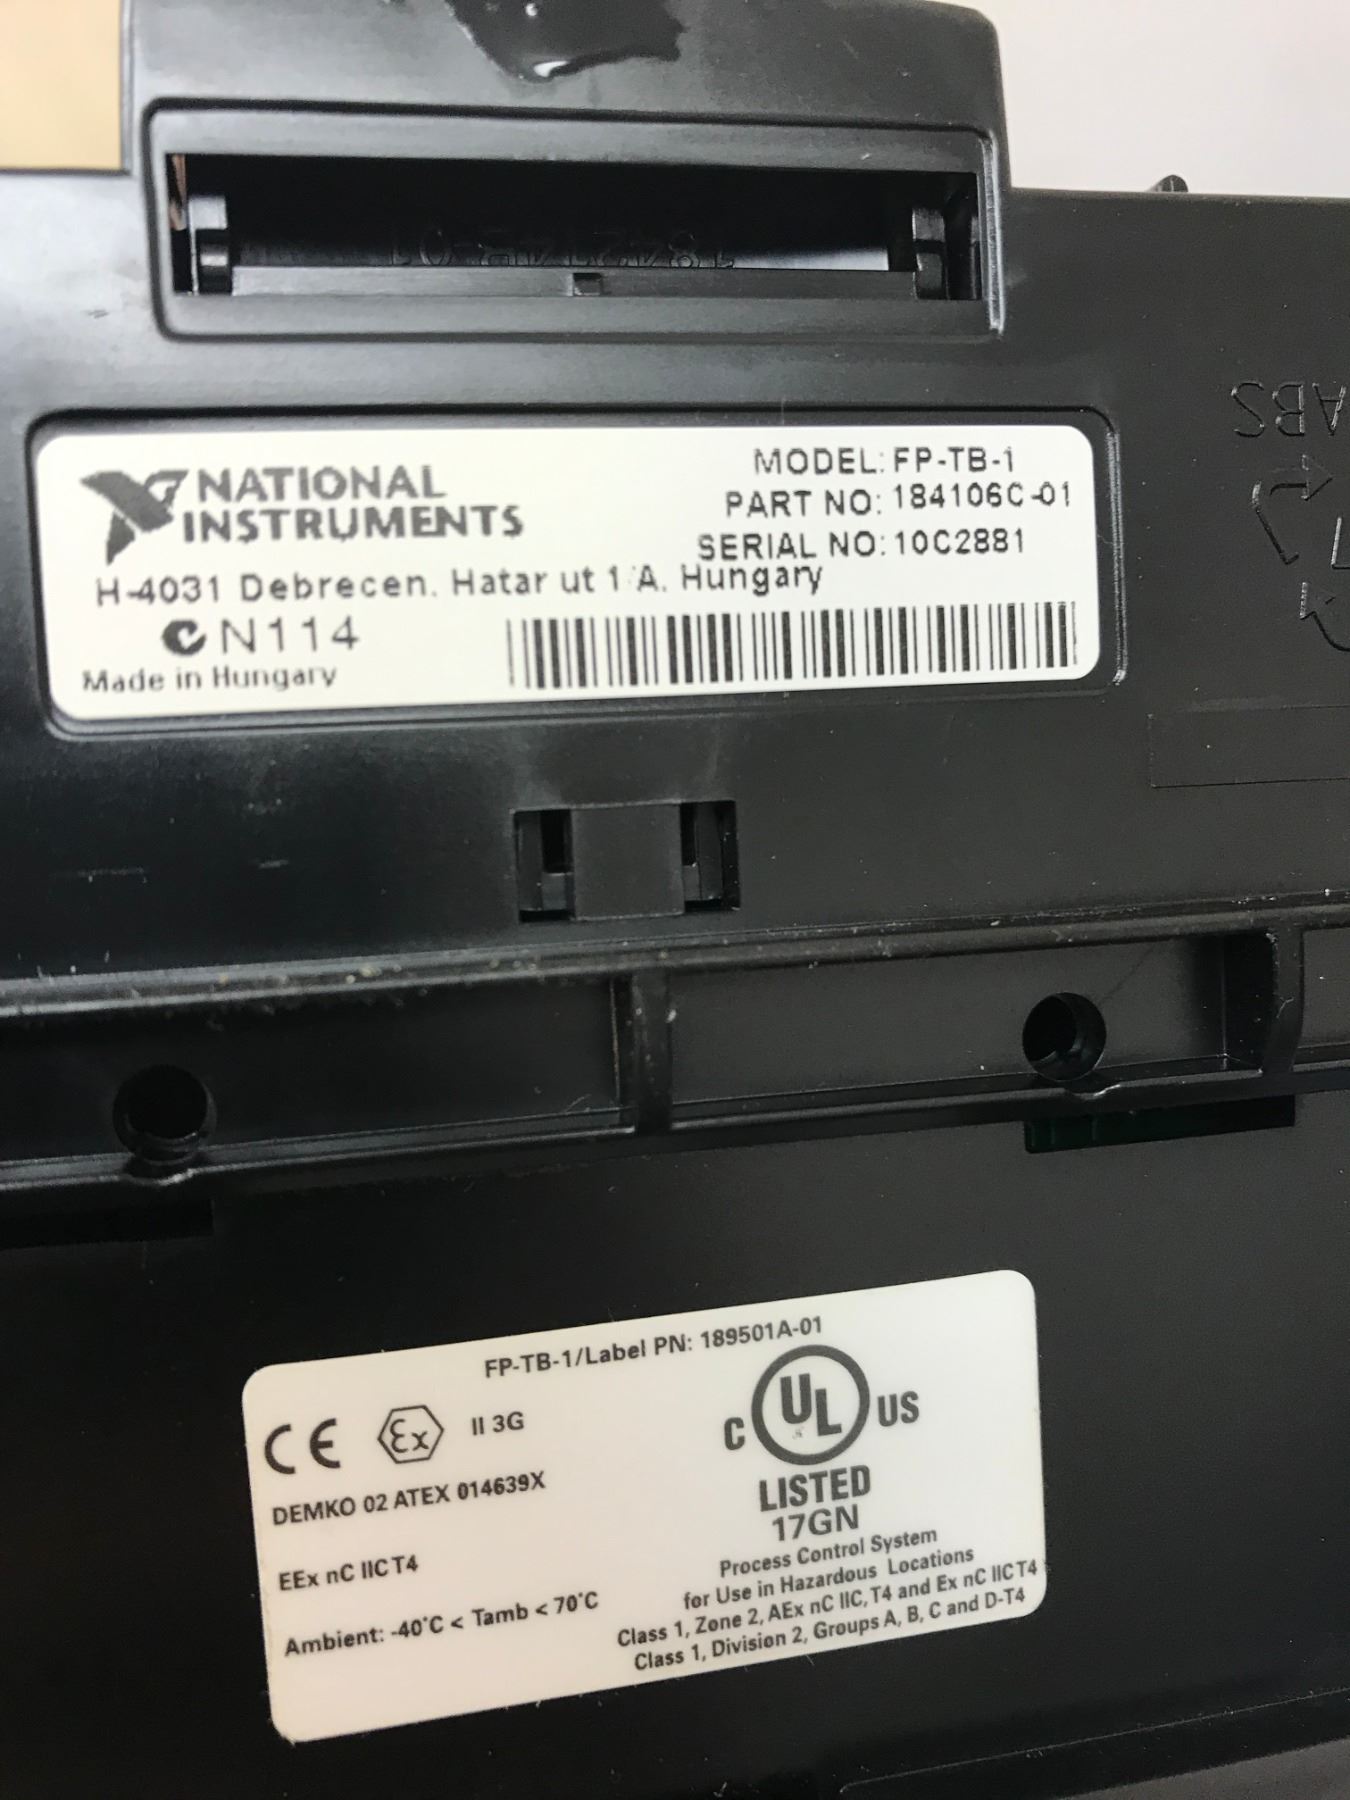 NATIONAL
INSTRUMENTS
MODEL: FP-TB-1
PART NO: 184106C-01
SERIAL NO: 10C2881
H-4031 Debrecen. Hatar ut 1 A. Hungary
N114
Made in Hungary
ABS
FP-TB-1/Label PN: 189501A-01
CE Ex II 3G
DEMKO 02 ATEX 014639X
EEx nC IIC T4
Ambient: -40°C < Tamb < 70°C
C UL US
LISTED
17GN
Process Control System
for Use in Hazardous Locations
Class 1, Zone 2, AEx nC IIC, T4 and Ex nC IIC T4
Class 1, Division 2, Groups A, B, C and D-T4